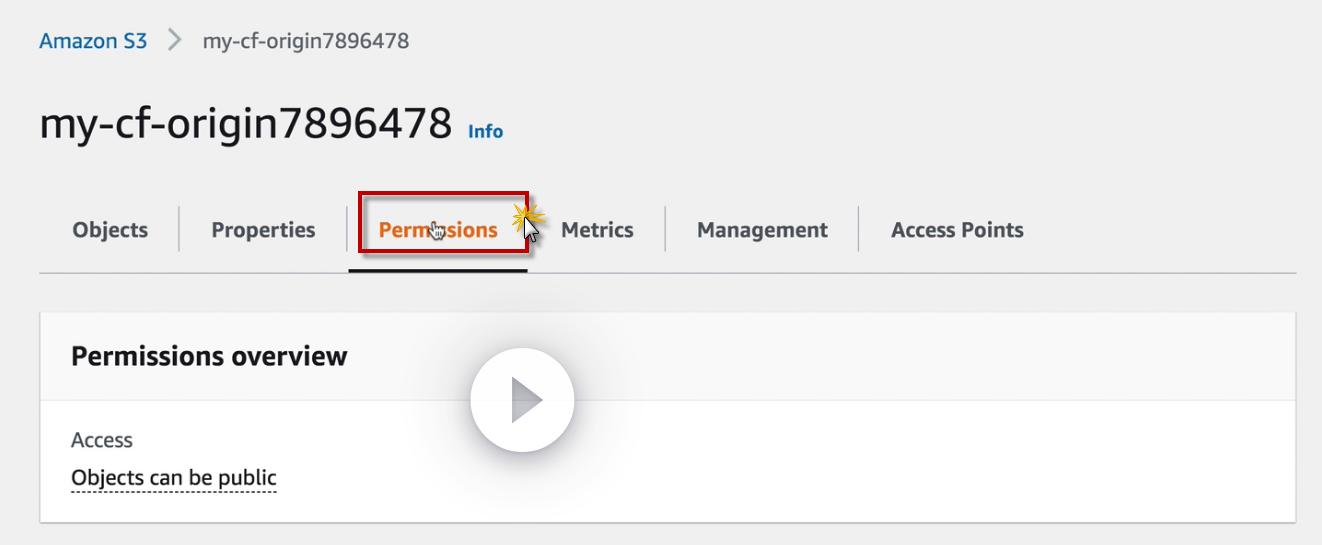 Amazon S3 > my-cf-origin7896478
my-cf-origin7896478 Info
Objects Properties Permissions Metrics Management Access Points
Permissions overview
Access
Objects can be public